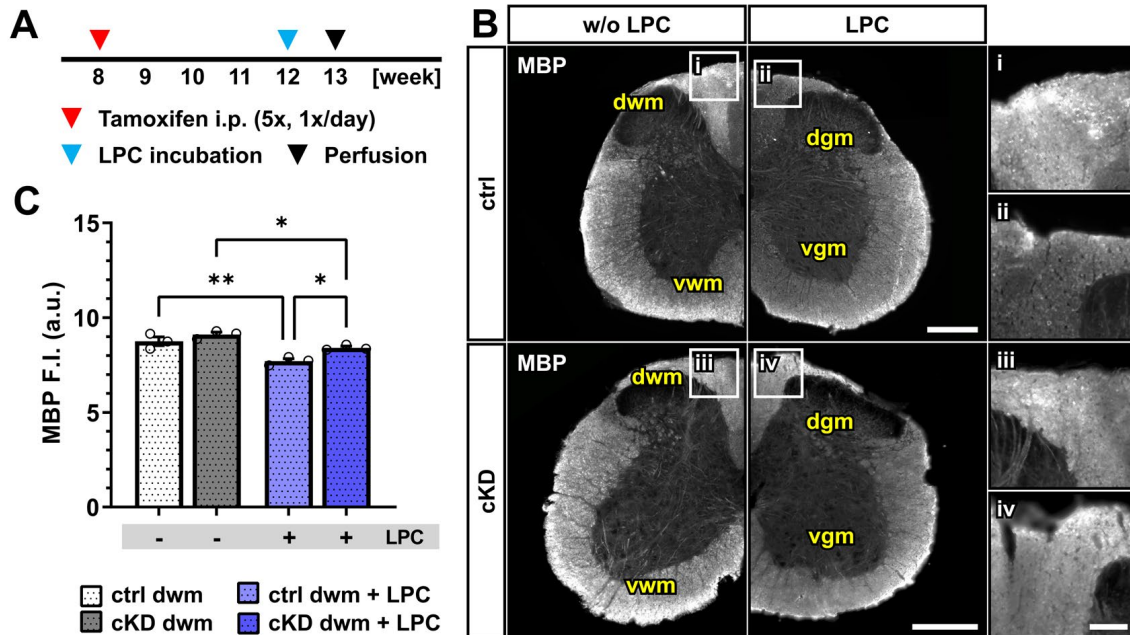 A
8 9 10 11 12 13 [week]
Tamoxifen i.p. (5x, 1x/day)
LPC incubation Perfusion
B
w/o LPC LPC
ctrl
MBP
i
ii
dwm
dgm
vgm
vwm
i
ii
cKD
MBP
iii
iv
dwm
dgm
vgm
vwm
iii
iv
C
MBP F.I. (a.u.)
15
10
5
0
*
** *
- - + + LPC
ctrl dwm ctrl dwm + LPC
cKD dwm cKD dwm + LPC